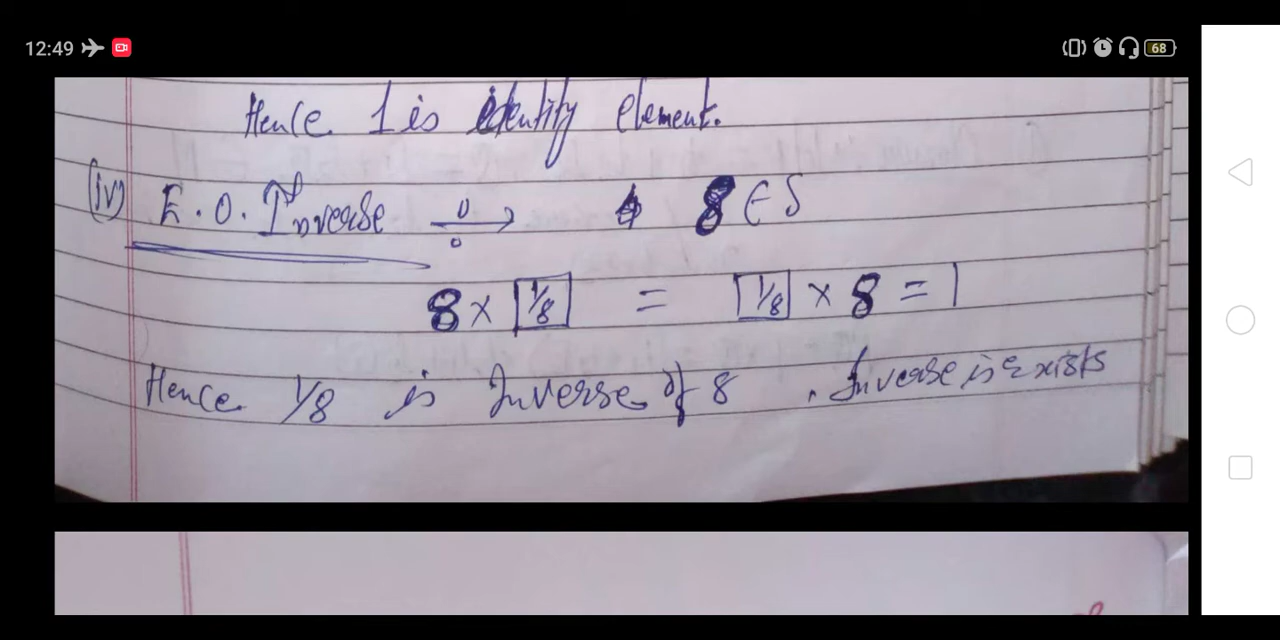 12:49
68
Hence 1 is identity element.
(iv) E.O. Inverse → 8 ∈ S
8 × 1/8 = 1/8 × 8 = 1
Hence 1/8 is Inverse of 8 . Inverse is exists